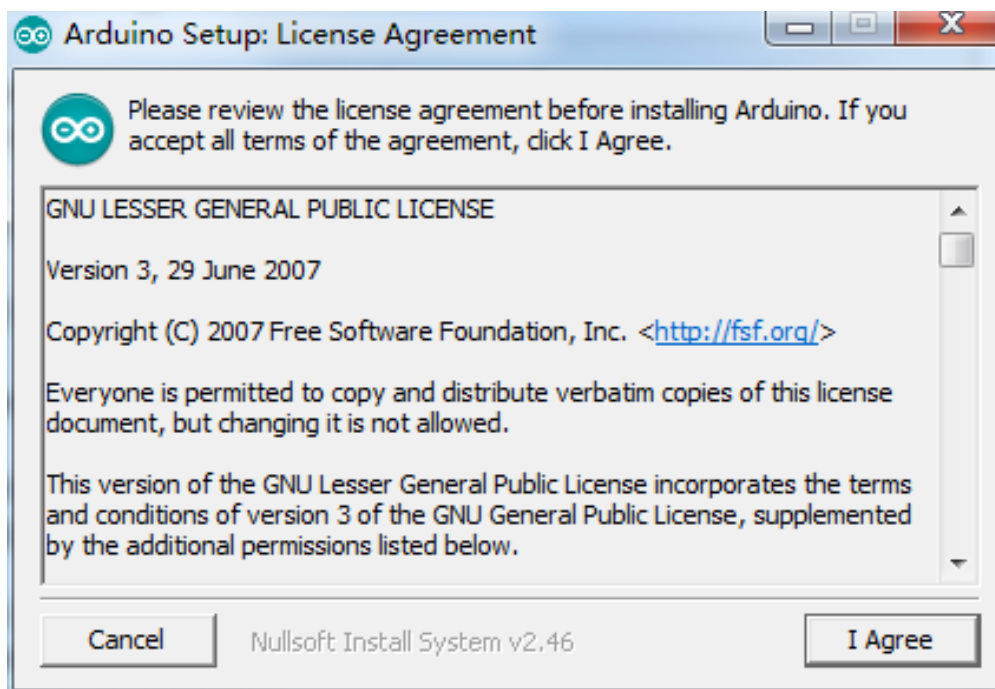 Arduino Setup: License Agreement
Please review the license agreement before installing Arduino. If you
accept all terms of the agreement, click I Agree.
GNU LESSER GENERAL PUBLIC LICENSE
Version 3, 29 June 2007
Copyright (C) 2007 Free Software Foundation, Inc. <http://fsf.org/>
Everyone is permitted to copy and distribute verbatim copies of this license
document, but changing it is not allowed.
This version of the GNU Lesser General Public License incorporates the terms
and conditions of version 3 of the GNU General Public License, supplemented
by the additional permissions listed below.
Cancel
Nullsoft Install System v2.46
I Agree